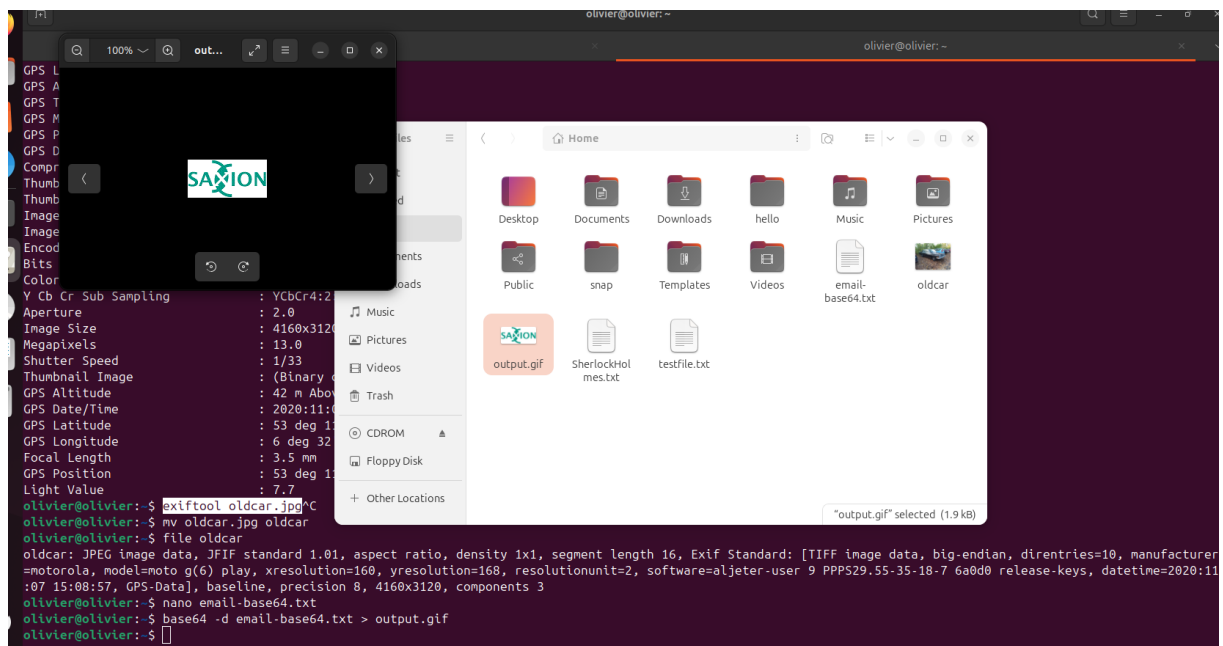 olivier@olivier: ~
olivier@olivier: ~
100%
out...
GPS L
GPS A
GPS T
GPS M
GPS P
GPS D
Compr
Thumb
Thumb
Image
Image
Encod
Bits
Color
Y Cb Cr Sub Sampling : YCbCr4:2
Aperture : 2.0
Image Size : 4160x3120
Megapixels : 13.0
Shutter Speed : 1/33
Thumbnail Image : (Binary
GPS Altitude : 42 m Abov
GPS Date/Time : 2020:11:
GPS Latitude : 53 deg 1
GPS Longitude : 6 deg 32
Focal Length : 3.5 mm
GPS Position : 53 deg 1
Light Value : 7.7
olivier@olivier:~$ exiftool oldcar.jpg^C
olivier@olivier:~$ mv oldcar.jpg oldcar
olivier@olivier:~$ file oldcar
oldcar: JPEG image data, JFIF standard 1.01, aspect ratio, density 1x1, segment length 16, Exif Standard: [TIFF image data, big-endian, direntries=10, manufacturer
=motorola, model=moto g(6) play, xresolution=160, yresolution=168, resolutionunit=2, software=aljeter-user 9 PPPS29.55-35-18-7 6a0d0 release-keys, datetime=2020:11
:07 15:08:57, GPS-Data], baseline, precision 8, 4160x3120, components 3
olivier@olivier:~$ nano email-base64.txt
olivier@olivier:~$ base64 -d email-base64.txt > output.gif
olivier@olivier:~$
SAXION
les
t
d
ments
loads
Music
Pictures
Videos
Trash
CDROM
Floppy Disk
+ Other Locations
Home
Desktop
Documents
Downloads
hello
Music
Pictures
Public
snap
Templates
Videos
email-
base64.txt
oldcar
SAXION
output.gif
SherlockHol
mes.txt
testfile.txt
"output.gif" selected (1.9 kB)